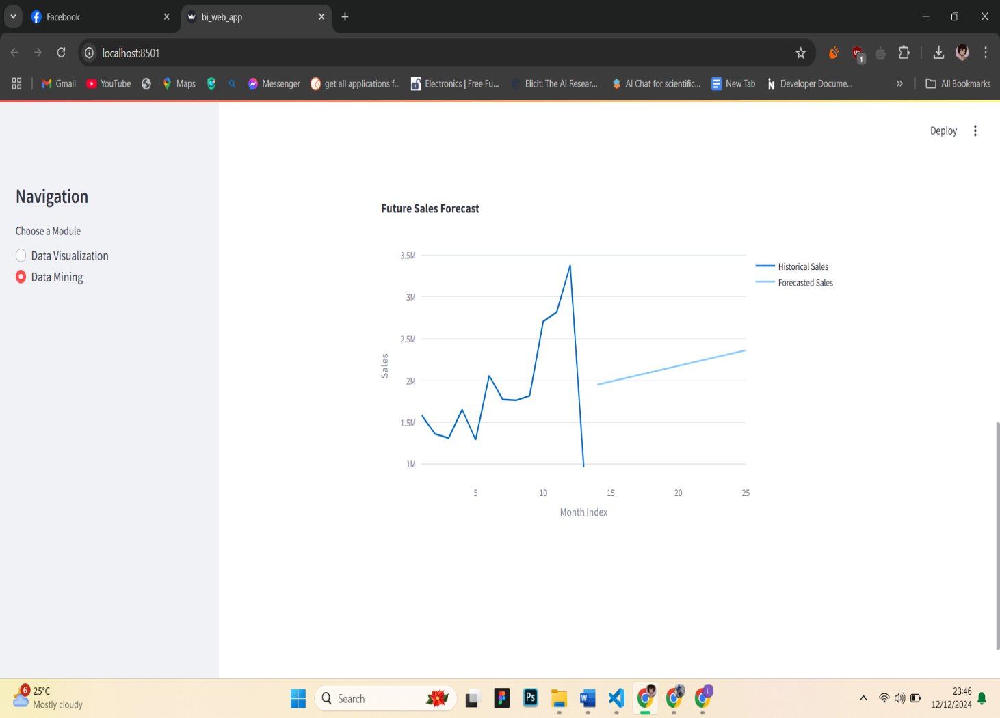 Facebook
bi_web_app
localhost:8501
1
Gmail
YouTube
Maps
Messenger
get all applications f...
Electronics | Free Fu...
Elicit: The AI Resear...
AI Chat for scientific...
New Tab
Developer Docume...
All Bookmarks
Deploy
Navigation
Choose a Module
Data Visualization
Data Mining
Future Sales Forecast
3.5M
3M
2.5M
2M
1.5M
1M
Sales
5 10 15 20 25
Month Index
Historical Sales
Forecasted Sales
6
25°C
Mostly cloudy
Search
Ps
W
L
23:46
12/12/2024